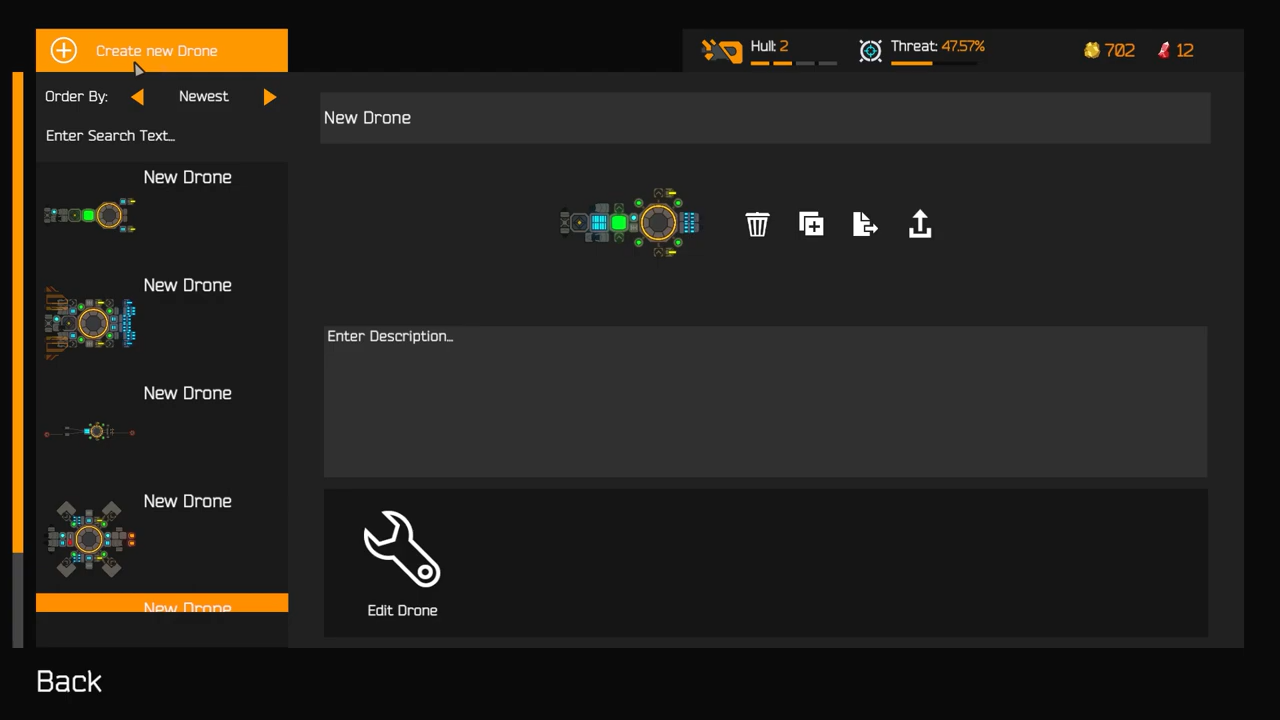 Create new Drone
Hull: 2
Threat: 47.57%
702
12
Order By:
Newest
Enter Search Text...
New Drone
New Drone
New Drone
New Drone
New Drone
New Drone
Enter Description...
Edit Drone
Back